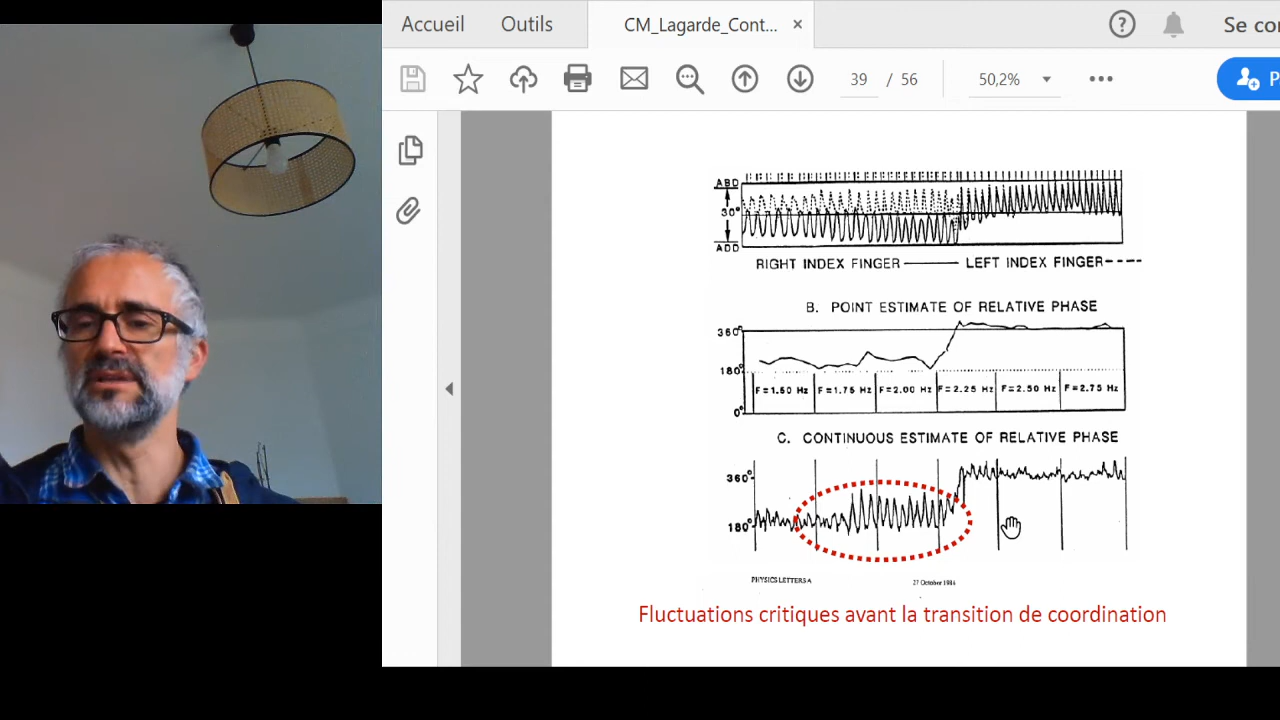 Accueil Outils CM_Lagarde_Cont... × Se co
39 / 56 50,2% P
ABD
30°
ADD
RIGHT INDEX FINGER LEFT INDEX FINGER
B. POINT ESTIMATE OF RELATIVE PHASE
360°
180°
F=1.50 Hz F=1.75 Hz F=2.00 Hz F=2.25 Hz F=2.50 Hz F=2.75 Hz
0°
C. CONTINUOUS ESTIMATE OF RELATIVE PHASE
360°
180°
PHYSICS LETTERS A 27 October 1986
Fluctuations critiques avant la transition de coordination